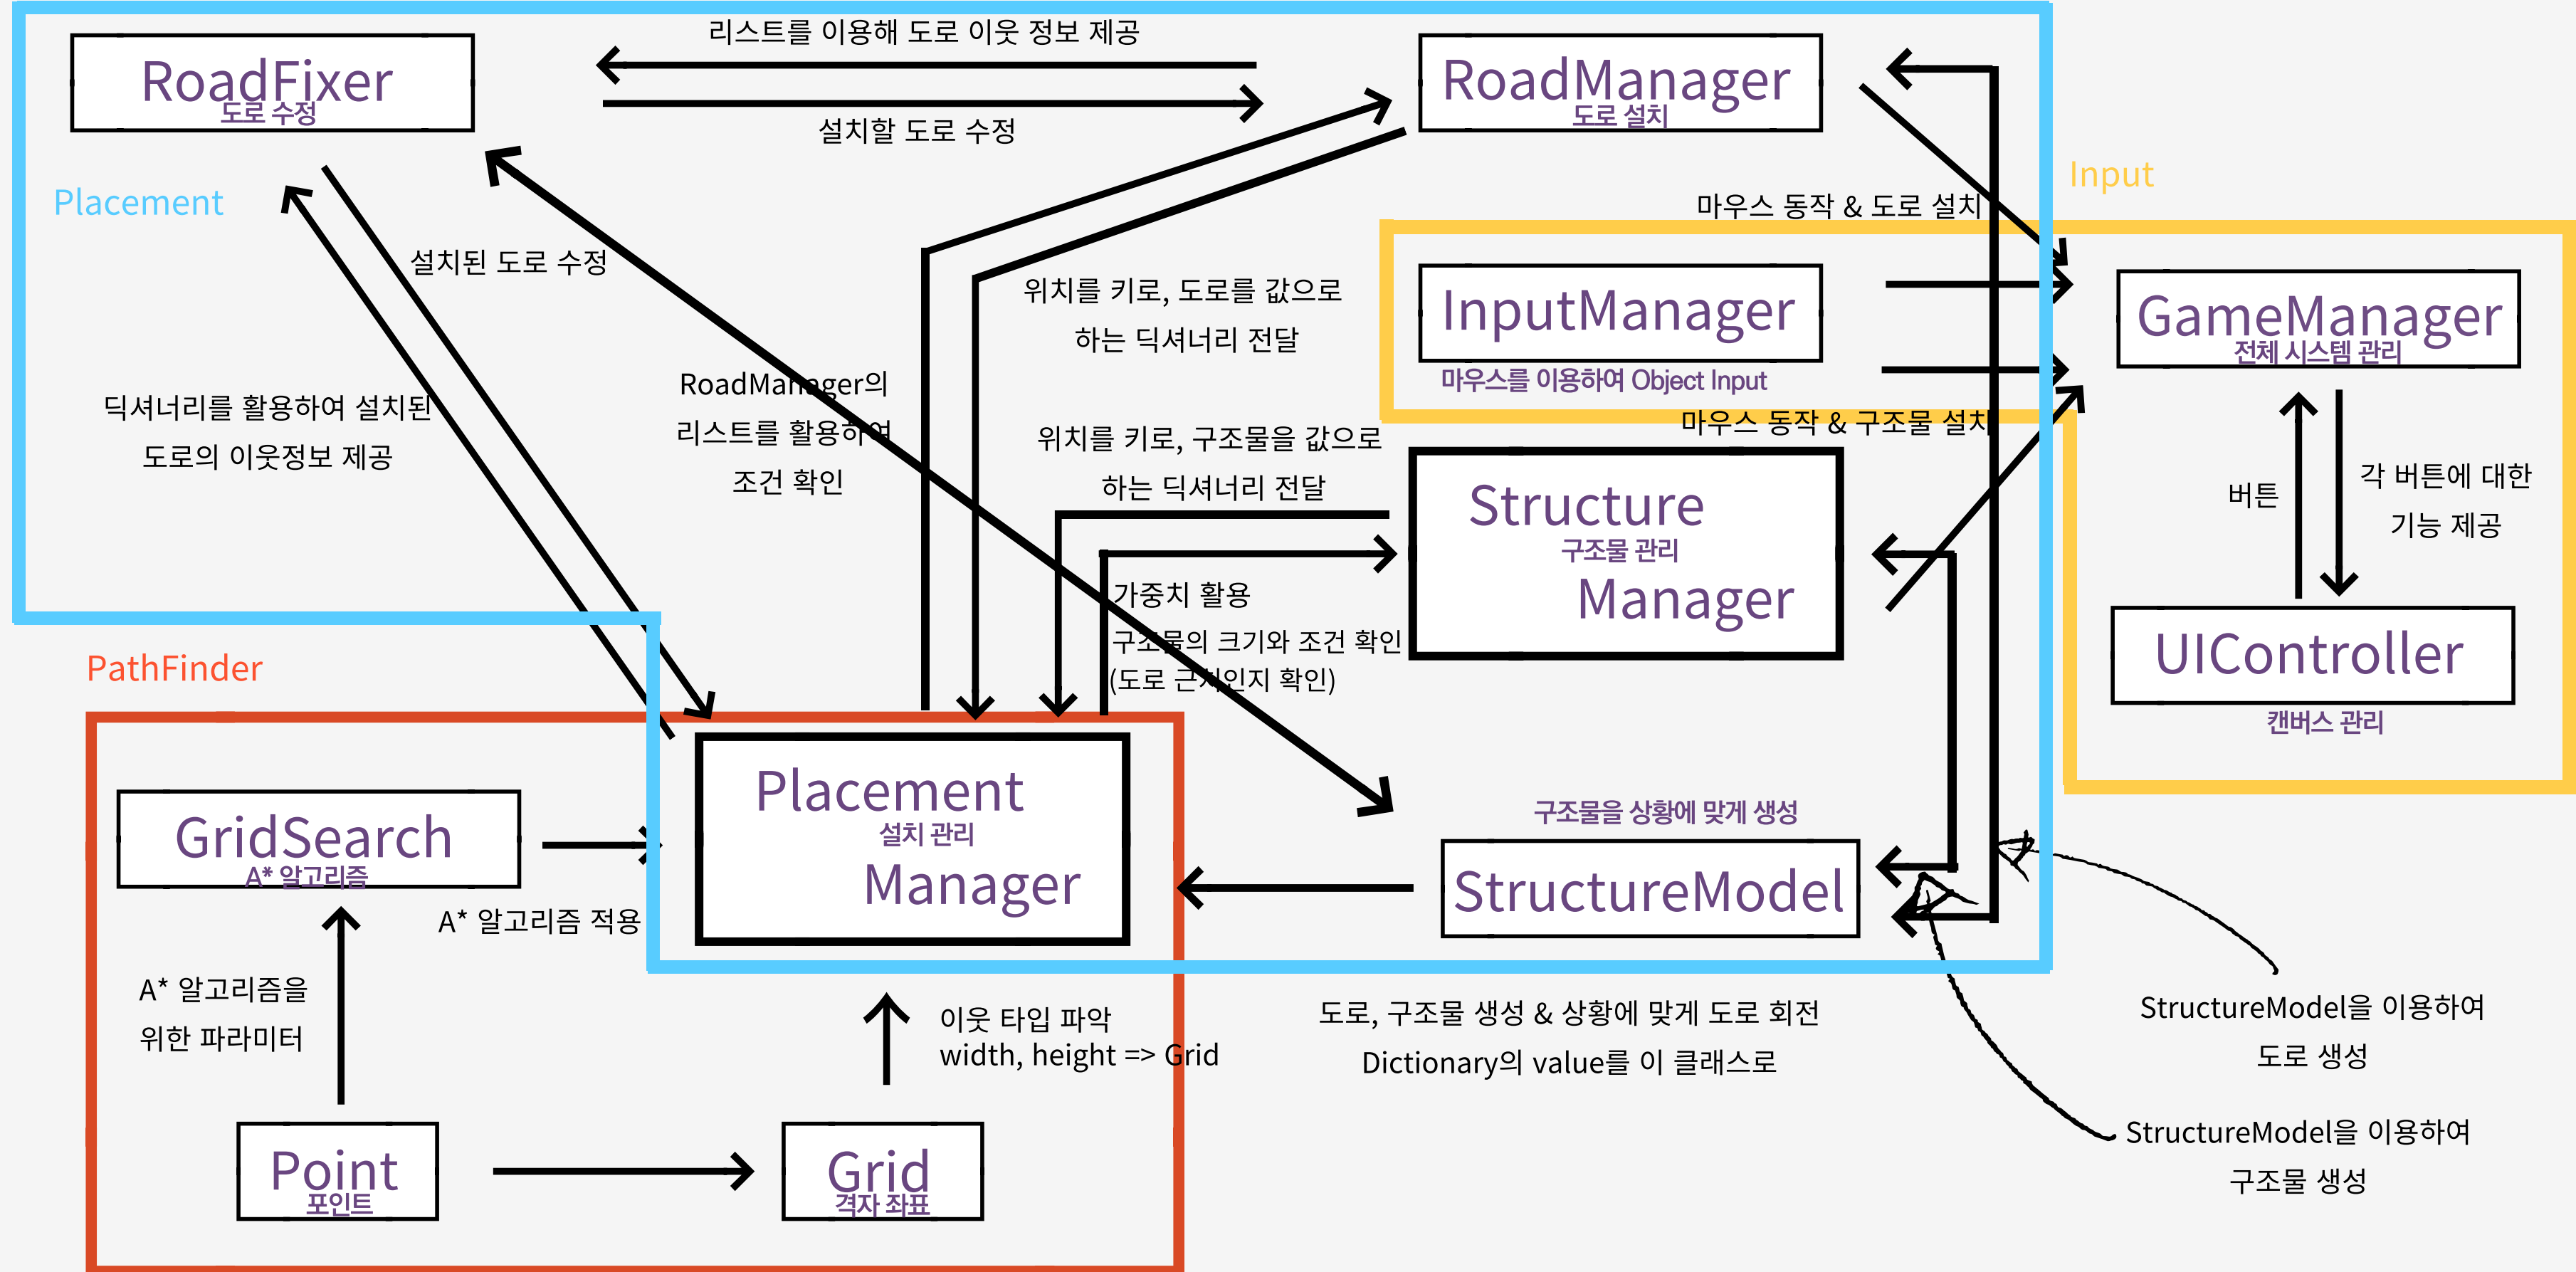 리스트를 이용해 도로 이웃 정보 제공
RoadFixer
도로 수정
RoadManager
도로 설치
설치할 도로 수정
Placement
Input
마우스 동작 & 도로 설치
설치된 도로 수정
위치를 키로, 도로를 값으로
하는 딕셔너리 전달
InputManager
마우스를 이용하여 Object Input
GameManager
전체 시스템 관리
딕셔너리를 활용하여 설치된
도로의 이웃정보 제공
RoadManager의
리스트를 활용하여
조건 확인
위치를 키로, 구조물을 값으로
하는 딕셔너리 전달
마우스 동작 & 구조물 설치
Structure
구조물 관리
Manager
버튼
각 버튼에 대한
기능 제공
가중치 활용
구조물의 크기와 조건 확인
(도로 근처인지 확인)
UIController
캔버스 관리
PathFinder
Placement
설치 관리
Manager
GridSearch
A* 알고리즘
A* 알고리즘 적용
구조물을 상황에 맞게 생성
StructureModel
A* 알고리즘을
위한 파라미터
이웃 타입 파악
width, height => Grid
도로, 구조물 생성 & 상황에 맞게 도로 회전
Dictionary의 value를 이 클래스로
StructureModel을 이용하여
도로 생성
StructureModel을 이용하여
구조물 생성
Point
포인트
Grid
격자 좌표